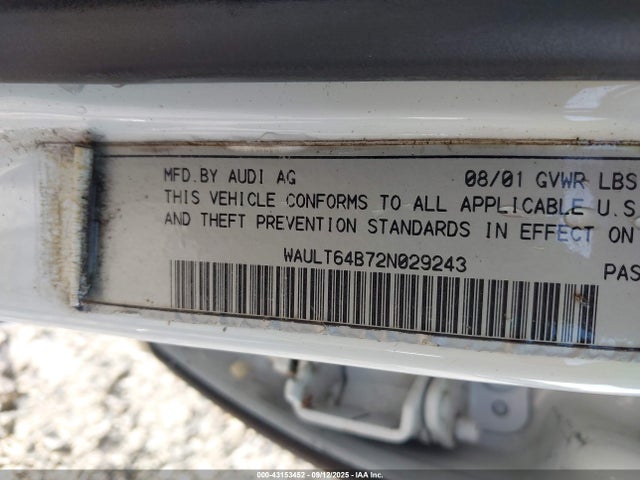 MFD.BY AUDI AG 08/01 GVWR LBS
THIS VEHICLE CONFORMS TO ALL APPLICABLE U.S
AND THEFT PREVENTION STANDARDS IN EFFECT ON
WAULT64B72N029243
PAS
000-43153452 - 09/12/2025 - IAA Inc.